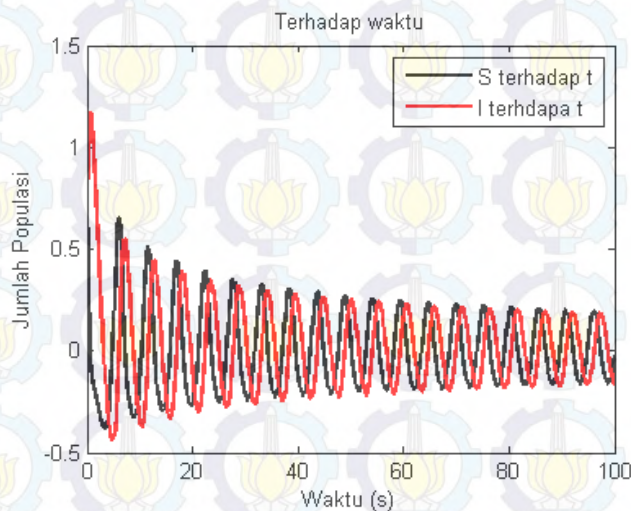 Terhadap waktu
1.5
S terhadap t
I terhdapa t
1
0.5
0
-0.5
Jumlah Populasi
0
20
40
60
80
100
Waktu (s)